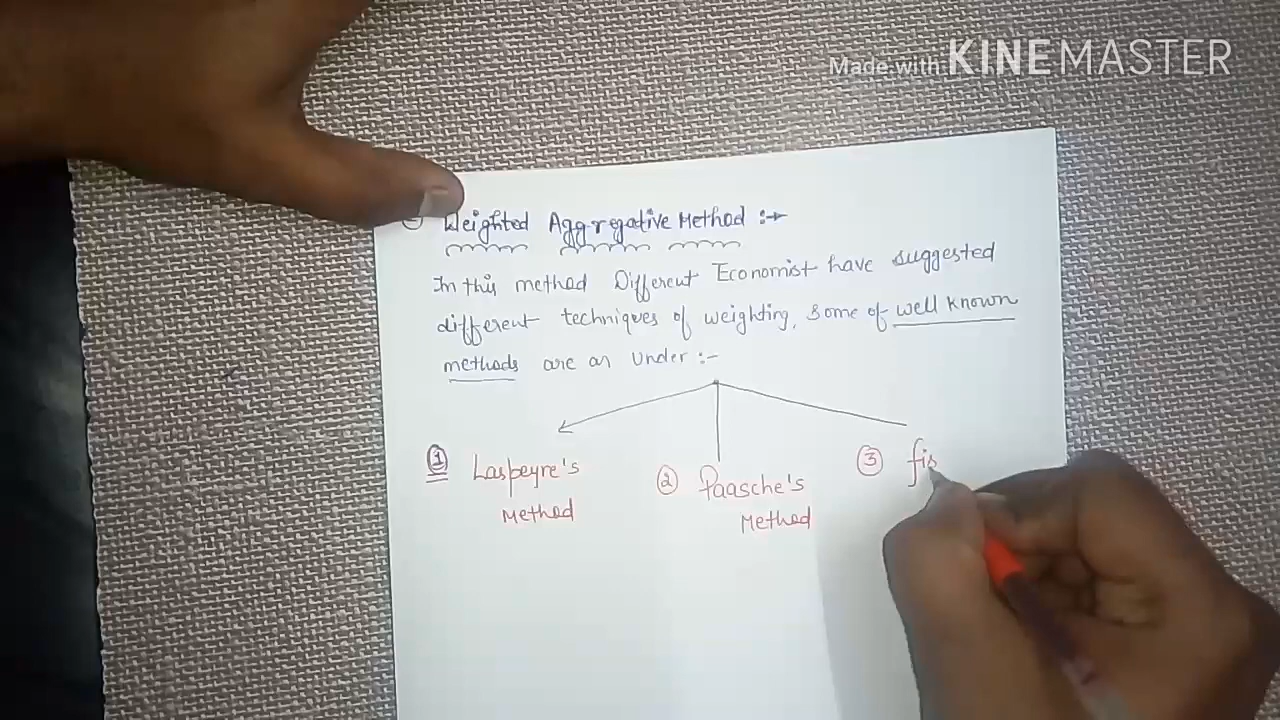 Made with KINEMASTER
Weighted Aggregative Method :→
In this method Different Economist have suggested
different techniques of weighting, Some of well known
methods are as under :-
① Laspeyre's
Method
② Paasche's
Method
③ fis